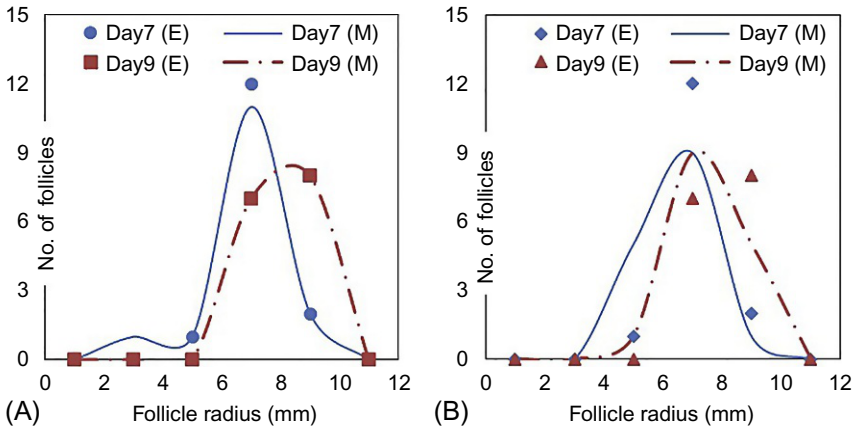 15
12
9
6
3
0
No. of follicles
Day7 (E)
Day7 (M)
Day9 (E)
Day9 (M)
0 2 4 6 8 10 12
(A)
Follicle radius (mm)
15
12
9
6
3
0
No. of follicles
Day7 (E)
Day7 (M)
Day9 (E)
Day9 (M)
0 2 4 6 8 10 12
(B)
Follicle radius (mm)